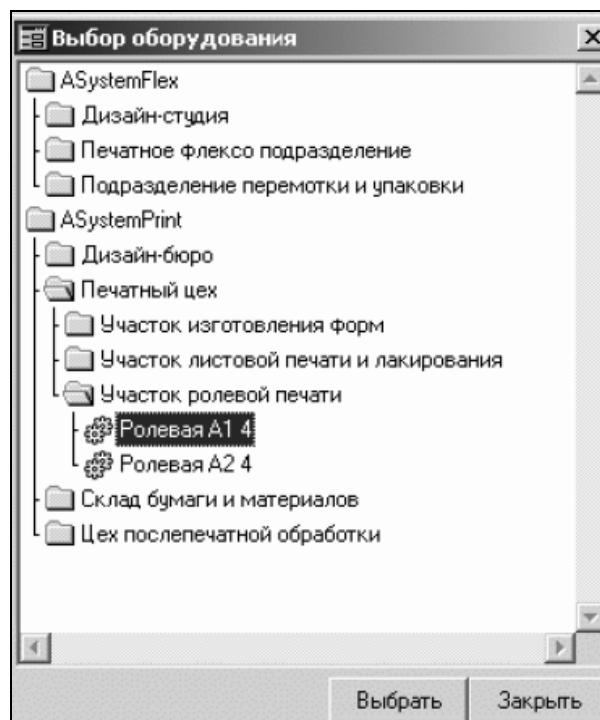 Выбор оборудования
ASystemFlex
Дизайн-студия
Печатное флексо подразделение
Подразделение перемотки и упаковки
ASystemPrint
Дизайн-бюро
Печатный цех
Участок изготовления форм
Участок листовой печати и лакирования
Участок ролевой печати
Ролевая А1 4
Ролевая А2 4
Склад бумаги и материалов
Цех послепечатной обработки
Выбрать Закрыть